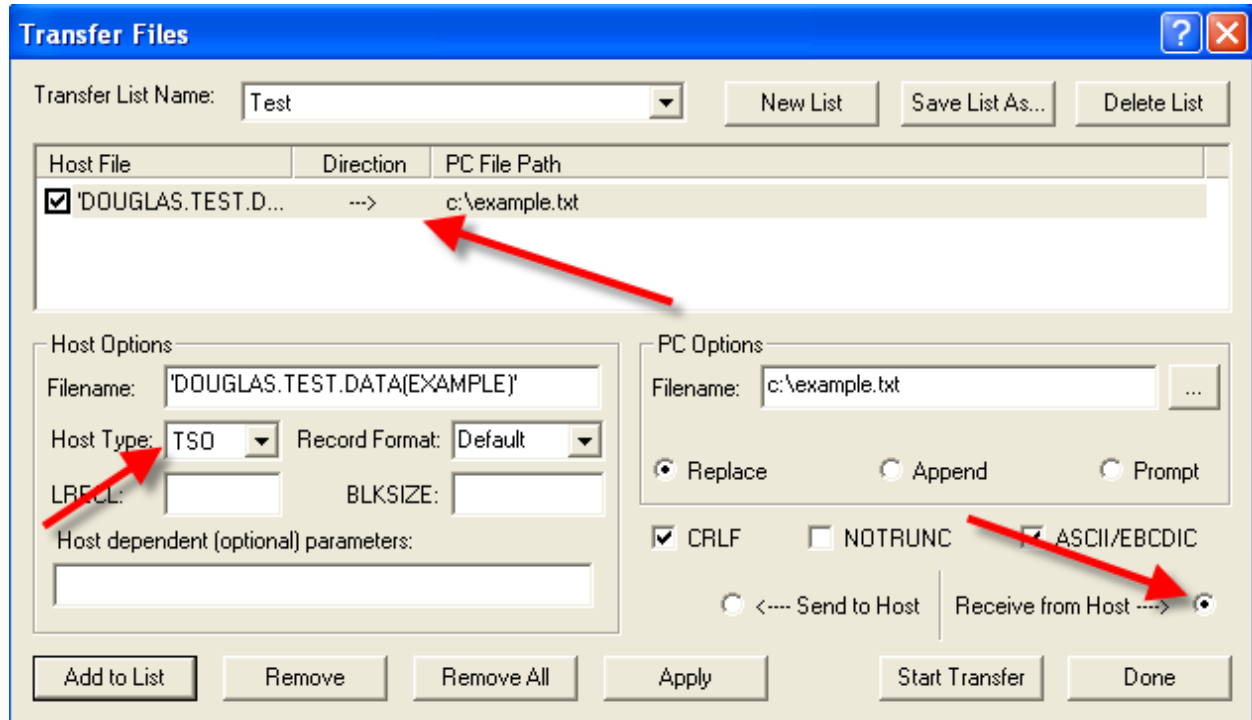 Transfer Files
Transfer List Name: Test New List Save List As... Delete List
Host File Direction PC File Path
'DOUGLAS.TEST.D... ---> c:\example.txt
Host Options
Filename: 'DOUGLAS.TEST.DATA(EXAMPLE)'
Host Type: TSO Record Format: Default
LRECL: BLKSIZE:
Host dependent (optional) parameters:
PC Options
Filename: c:\example.txt ...
Replace Append Prompt
CRLF NOTRUNC ASCII/EBCDIC
<---- Send to Host Receive from Host ---->
Add to List Remove Remove All Apply Start Transfer Done